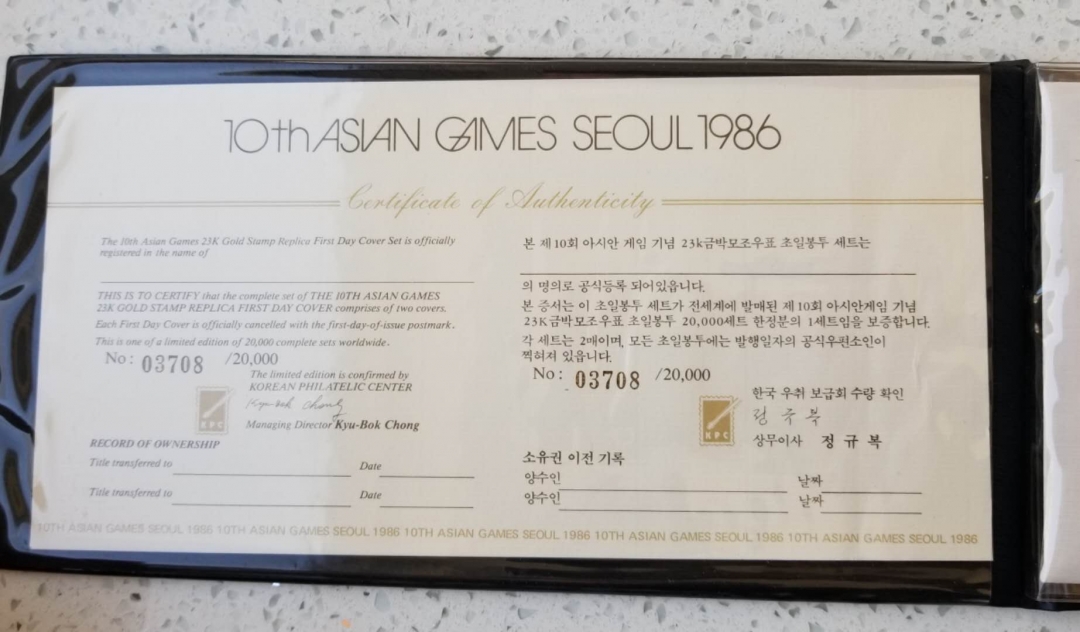 10th ASIAN GAMES SEOUL 1986
Certificate of Authenticity
The 10th Asian Games 23K Gold Stamp Replica First Day Cover Set is officially
registered in the name of
THIS IS TO CERTIFY that the complete set of THE 10TH ASIAN GAMES
23K GOLD STAMP REPLICA FIRST DAY COVER comprises of two covers.
Each First Day Cover is officially cancelled with the first-day-of-issue postmark.
This is one of a limited edition of 20,000 complete sets worldwide.
No: 03708 /20,000
The limited edition is confirmed by
KOREAN PHILATELIC CENTER
Kyu-Bok Chong
KPC
Managing Director Kyu-Bok Chong
RECORD OF OWNERSHIP
Title transferred to Date
Title transferred to Date
본 제10회 아시안 게임 기념 23k금박모조우표 초일봉투 세트는
의 명의로 공식등록 되어있읍니다.
본 증서는 이 초일봉투 세트가 전세계에 발매된 제10회 아시안게임 기념
23K금박모조우표 초일봉투 20,000세트 한정분의 1세트임을 보증합니다.
각 세트는 2매이며, 모든 초일봉투에는 발행일자의 공식우편소인이
찍혀져 있읍니다.
No: 03708 /20,000
한국 우취 보급회 수량 확인
정규복
KPC
상무이사 정 규 복
소유권 이전 기록
양수인 날짜
양수인 날짜
10TH ASIAN GAMES SEOUL 1986 10TH ASIAN GAMES SEOUL 1986 10TH ASIAN GAMES SEOUL 1986 10TH ASIAN GAMES SEOUL 1986 10TH ASIAN GAMES SEOUL 1986